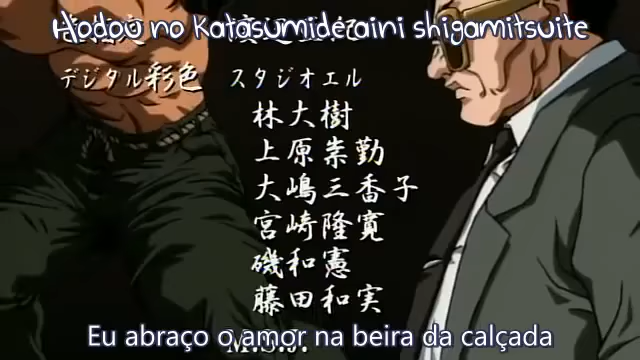 Hodou no Katasumide aini shigamitsuite
デジタル彩色 スタジオエル
林大樹
上原崇勤
大嶋三香子
宮崎隆寛
磯和憲
藤田和実
M.S.J.
Eu abraço o amor na beira da calçada